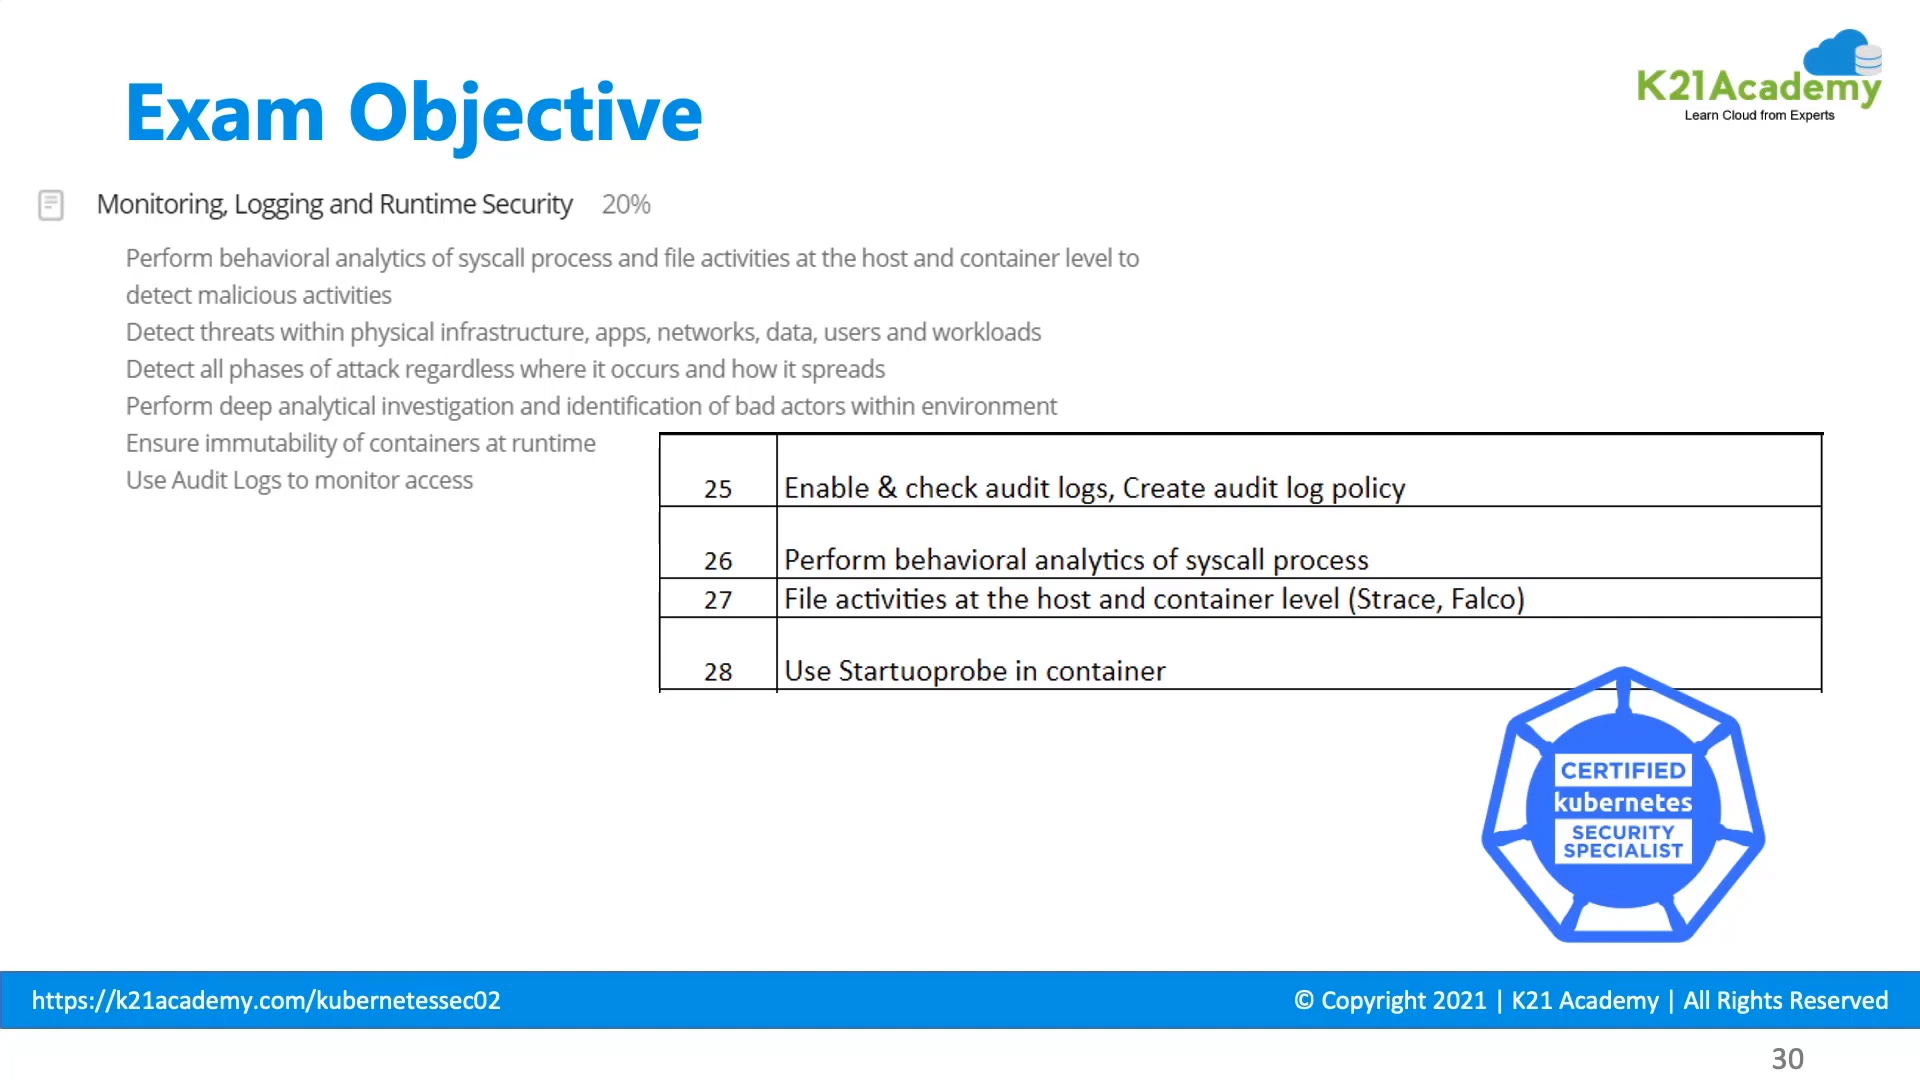 Exam Objective
K21Academy
Learn Cloud from Experts
Monitoring, Logging and Runtime Security 20%
Perform behavioral analytics of syscall process and file activities at the host and container level to
detect malicious activities
Detect threats within physical infrastructure, apps, networks, data, users and workloads
Detect all phases of attack regardless where it occurs and how it spreads
Perform deep analytical investigation and identification of bad actors within environment
Ensure immutability of containers at runtime
Use Audit Logs to monitor access
25 Enable & check audit logs, Create audit log policy
26 Perform behavioral analytics of syscall process
27 File activities at the host and container level (Strace, Falco)
28 Use Startuoprobe in container
CERTIFIED
kubernetes
SECURITY
SPECIALIST
https://k21academy.com/kubernetessec02
© Copyright 2021 | K21 Academy | All Rights Reserved
30